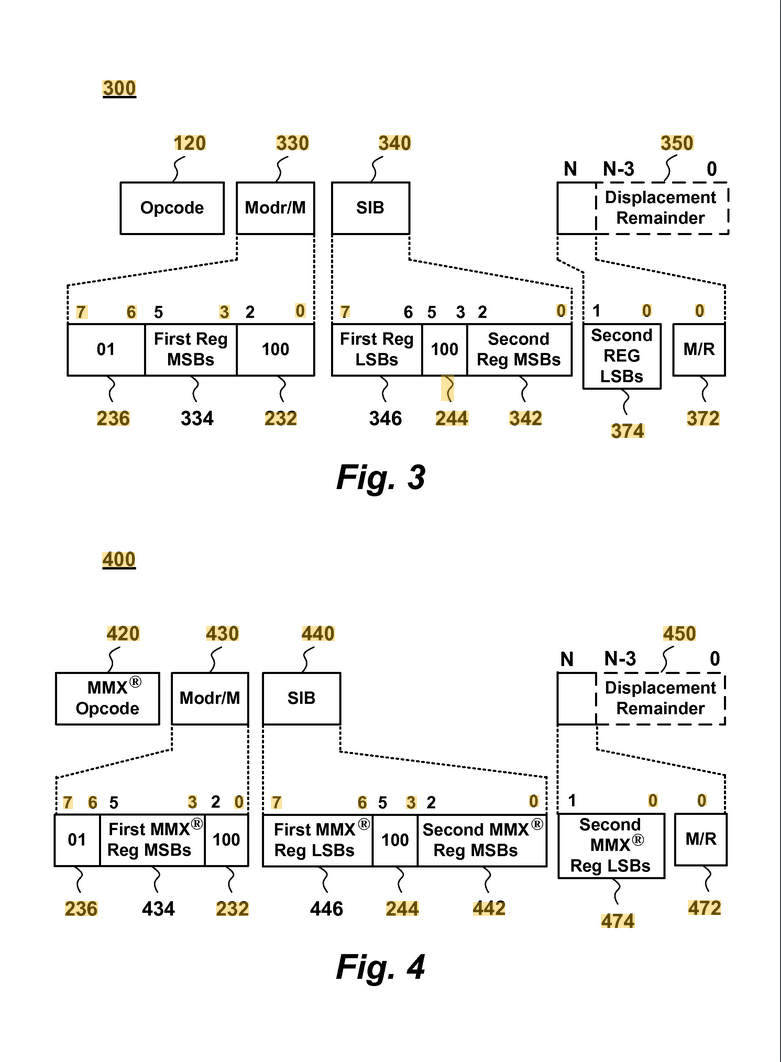 300
120 330 340 350
N N-3 0
Opcode Modr/M SIB Displacement
Remainder
7 6 5 3 2 0 7 6 5 3 2 0 1 0 0
01 First Reg
MSBs 100 First Reg
LSBs 100 Second
Reg MSBs Second
REG
LSBs M/R
236 334 232 346 244 342 374 372
Fig. 3
400
420 430 440 450
N N-3 0
MMX®
Opcode Modr/M SIB Displacement
Remainder
7 6 5 3 2 0 7 6 5 3 2 0 1 0 0
01 First MMX®
Reg MSBs 100 First MMX®
Reg LSBs 100 Second MMX®
Reg MSBs Second
MMX®
Reg LSBs M/R
236 434 232 446 244 442 474 472
Fig. 4